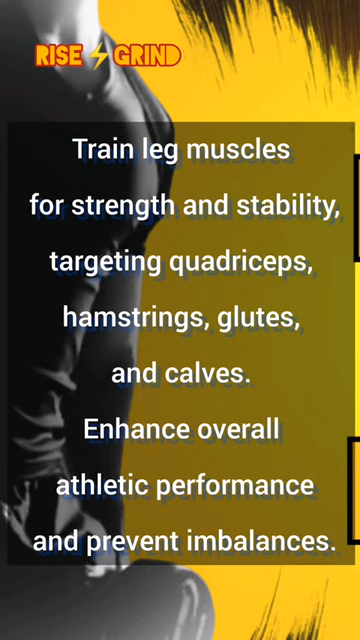 RISE⚡GRIND
Train leg muscles
for strength and stability,
targeting quadriceps,
hamstrings, glutes,
and calves.
Enhance overall
athletic performance
and prevent imbalances.